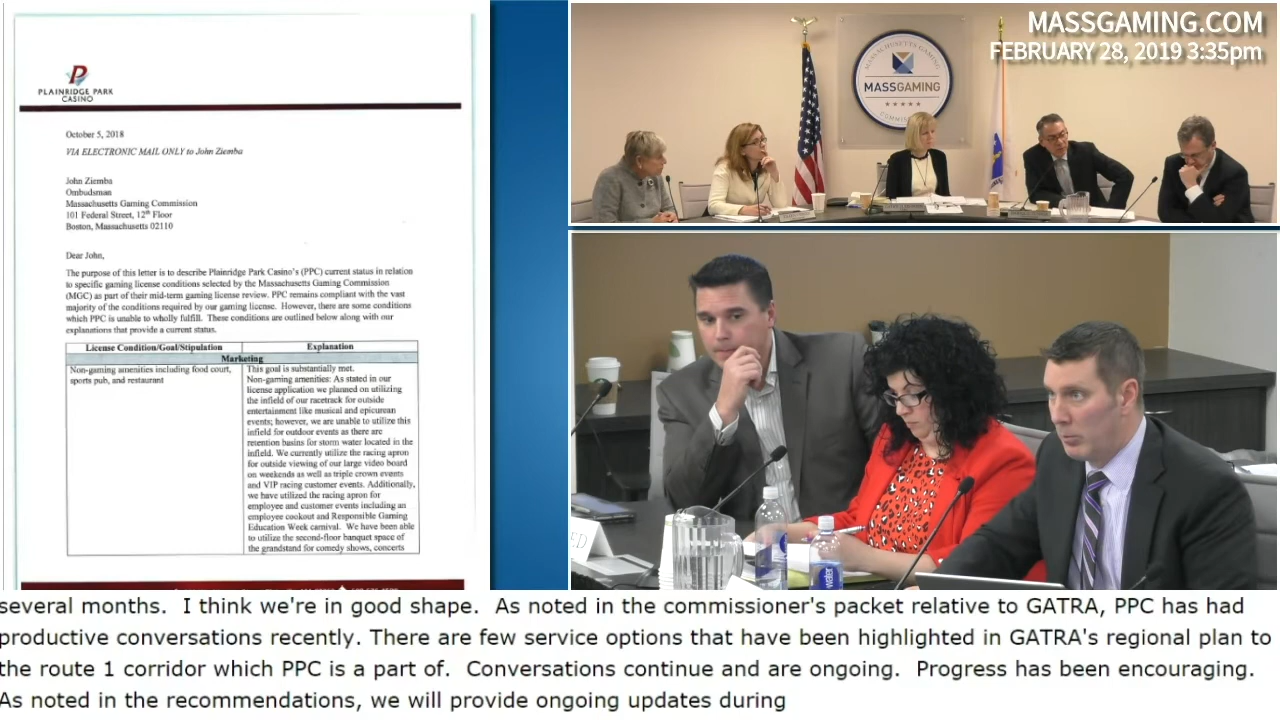 PLAINRIDGE PARK
CASINO
October 5, 2018
VIA ELECTRONIC MAIL ONLY to John Ziemba
John Ziemba
Ombudsman
Massachusetts Gaming Commission
101 Federal Street, 12th Floor
Boston, Massachusetts 02110
Dear John,
The purpose of this letter is to describe Plainridge Park Casino's (PPC) current status in relation
to specific gaming license conditions selected by the Massachusetts Gaming Commission
(MGC) as part of their mid-term gaming license review. PPC remains compliant with the vast
majority of the conditions required by our gaming license. However, there are some conditions
which PPC is unable to wholly fulfill. These conditions are outlined below along with our
explanations that provide a current status.
License Condition/Goal/Stipulation Explanation
Marketing
Non-gaming amenities including food court,
sports pub, and restaurant
This goal is substantially met.
Non-gaming amenities: As stated in our
license application we planned on utilizing
the infield of our racetrack for outside
entertainment like musical and epicurean
events; however, we are unable to utilize this
infield for outdoor events as there are
retention basins for storm water located in the
infield. We currently utilize the racing apron
for outside viewing of our large video board
on weekends as well as triple crown events
and VIP racing customer events. Additionally,
we have utilized the racing apron for
employee and customer events including an
employee cookout and Responsible Gaming
Education Week carnival. We have been able
to utilize the second-floor banquet space of
the grandstand for comedy shows, concerts
MASSGAMING.COM
FEBRUARY 28, 2019 3:35pm
MASSACHUSETTS GAMING
MASSGAMING
water
several months. I think we're in good shape. As noted in the commissioner's packet relative to GATRA, PPC has had
productive conversations recently. There are few service options that have been highlighted in GATRA's regional plan to
the route 1 corridor which PPC is a part of. Conversations continue and are ongoing. Progress has been encouraging.
As noted in the recommendations, we will provide ongoing updates during